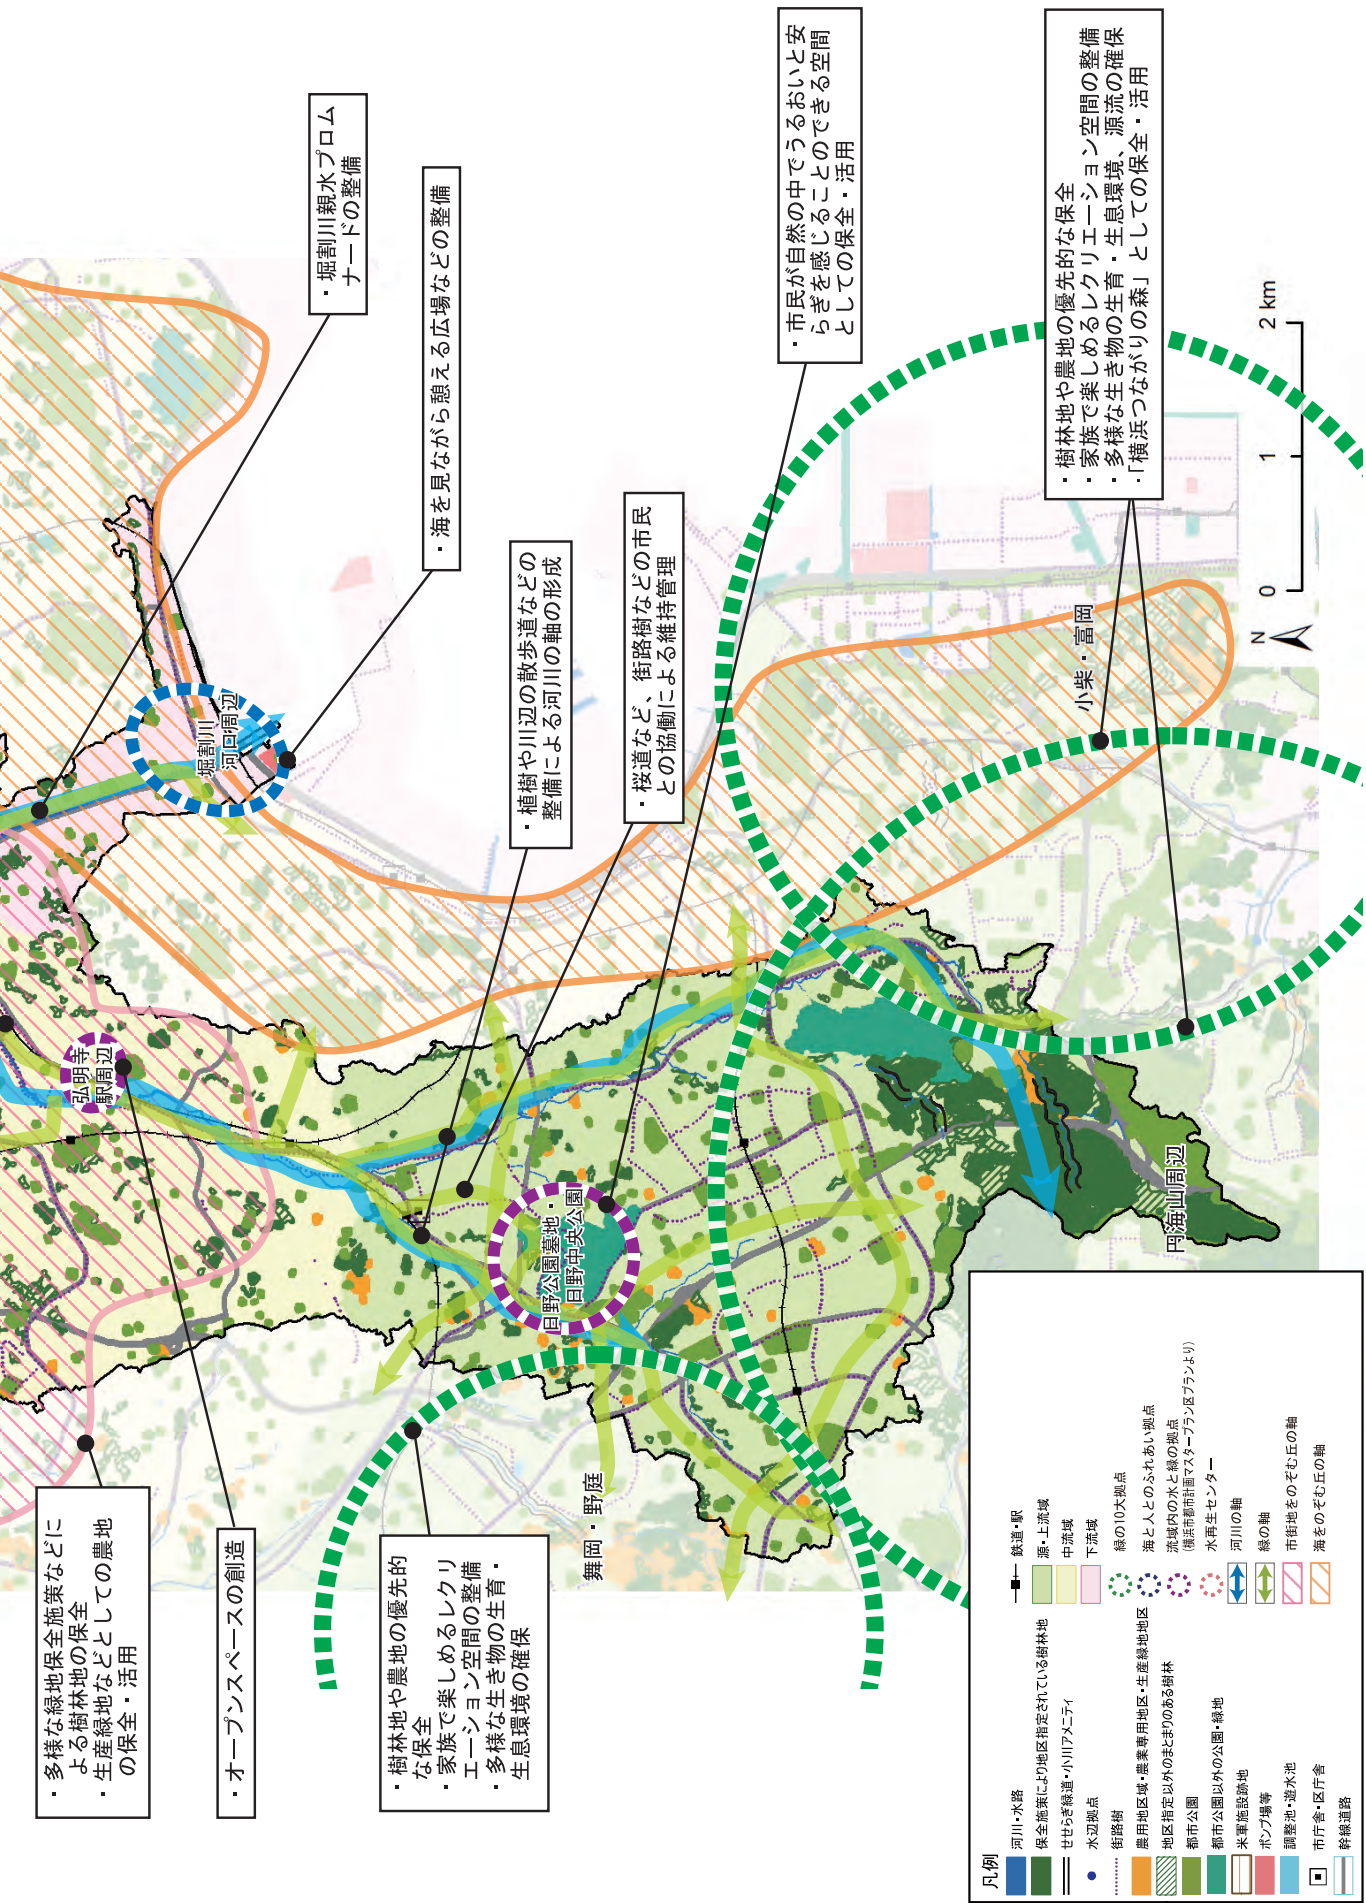 ・多様な緑地保全施策などに
よる樹林地の保全
・生産緑地などとしての農地
の保全・活用
・オープンスペースの創造
・樹林地や農地の優先的
な保全
・家族で楽しめるレクリ
エーション空間の整備
・多様な生き物の生育・
生息環境の確保
・堀割川親水プロム
ナードの整備
・海を見ながら憩える広場などの整備
・植樹や川辺の散歩道などの
整備による河川の軸の形成
・桜道など、街路樹などの市民
との協働による維持管理
・市民が自然の中でうるおいと安
らぎを感じることのできる空間
としての保全・活用
・樹林地や農地の優先的な保全
・家族で楽しめるレクリエーション空間の整備
・多様な生き物の生育・生息環境、源流の確保
・「横浜つながりの森」としての保全・活用
弘明寺
駅周辺
堀割川
河口周辺
日野公園墓地・
日野中央公園
舞岡・野庭
小柴・富岡
円海山周辺
N
0
1
2 km
凡例
河川・水路
保全施策により地区指定されている樹林地
せせらぎ緑道・小川アメニティ
水辺拠点
街路樹
農用地区域・農業専用地区・生産緑地地区
地区指定以外のまとまりのある樹林
都市公園
都市公園以外の公園・緑地
米軍施設跡地
ポンプ場等
調整池・遊水池
市庁舎・区庁舎
幹線道路
鉄道・駅
源・上流域
中流域
下流域
緑の10大拠点
海と人とのふれあい拠点
流域内の水と緑の拠点
(横浜市都市計画マスタープラン区プランより)
水再生センター
河川の軸
緑の軸
市街地をのぞむ丘の軸
海をのぞむ丘の軸